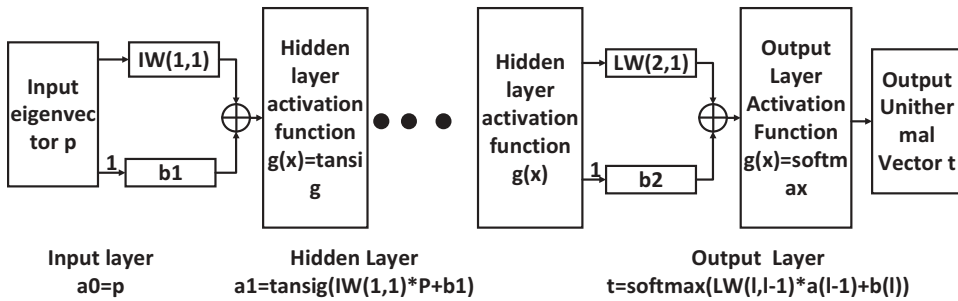 Input
eigenvec
tor p
IW(1,1)
1
b1
Hidden
layer
activation
function
g(x)=tansi
g
Hidden
layer
activation
function
g(x)
LW(2,1)
1
b2
Output
Layer
Activation
Function
g(x)=softm
ax
Output
Unither
mal
Vector t
Input layer
a0=p
Hidden Layer
a1=tansig(IW(1,1)*P+b1)
Output Layer
t=softmax(LW(l,l-1)*a(l-1)+b(l))